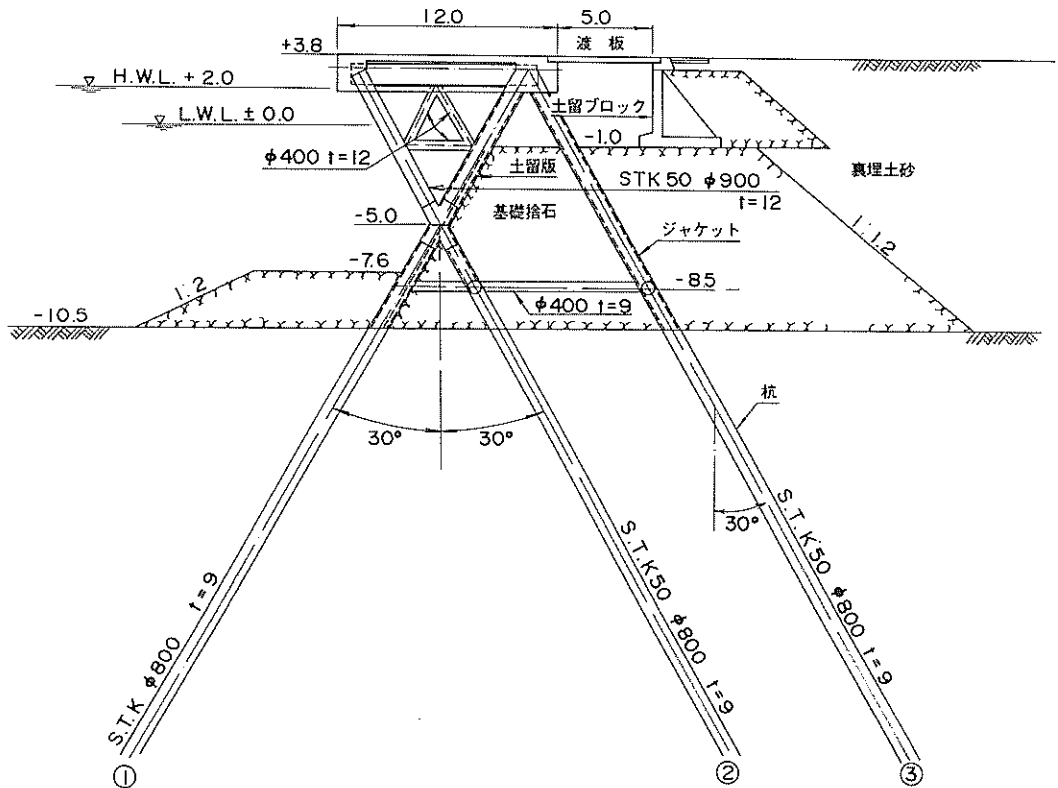 12.0
5.0
渡板
+3.8
H.W.L. + 2.0
L.W.L. ± 0.0
土留ブロック
-1.0
φ400 t=12
土留版
STK 50 φ900
t=12
裏埋土砂
基礎捨石
-5.0
ジャケット
1:1.2
-7.6
1:2
-8.5
φ400 t=9
-10.5
杭
30°
30°
30°
S.T.K φ800 t=9
S.T.K50 φ800 t=9
S.T.K50 φ800 t=9
①
②
③